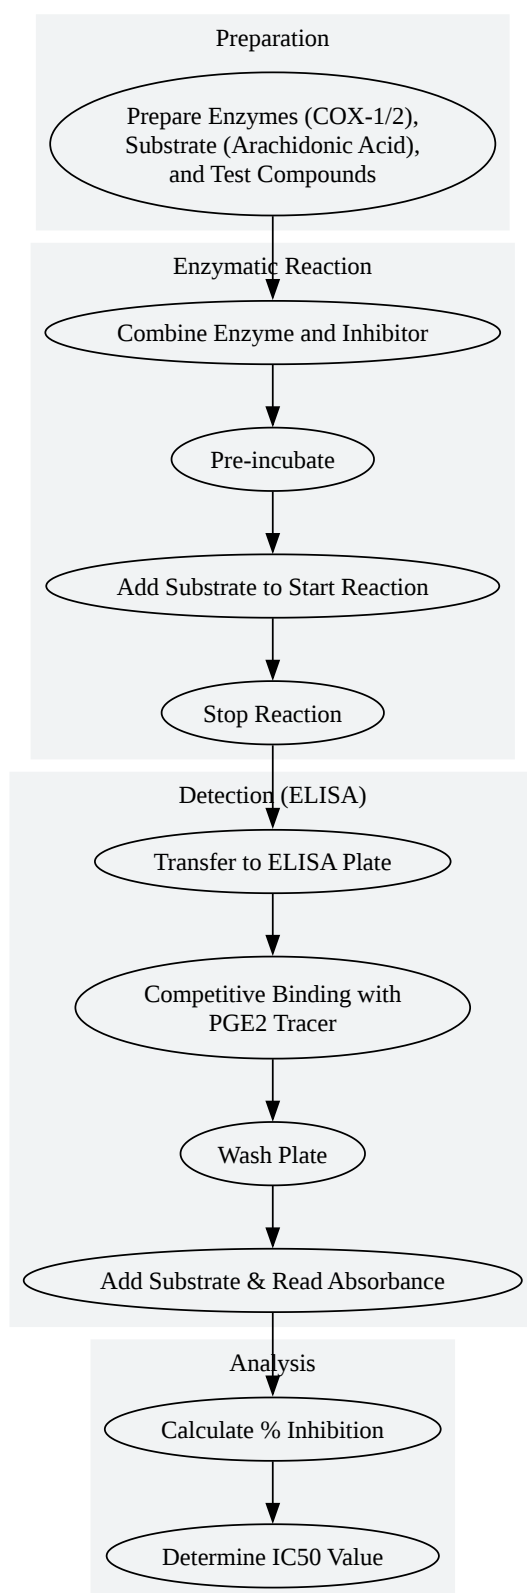 Preparation
Prepare Enzymes (COX-1/2),
Substrate (Arachidonic Acid),
and Test Compounds
Enzymatic Reaction
Combine Enzyme and Inhibitor
Pre-incubate
Add Substrate to Start Reaction
Stop Reaction
Detection (ELISA)
Transfer to ELISA Plate
Competitive Binding with
PGE2 Tracer
Wash Plate
Add Substrate & Read Absorbance
Analysis
Calculate % Inhibition
Determine IC50 Value